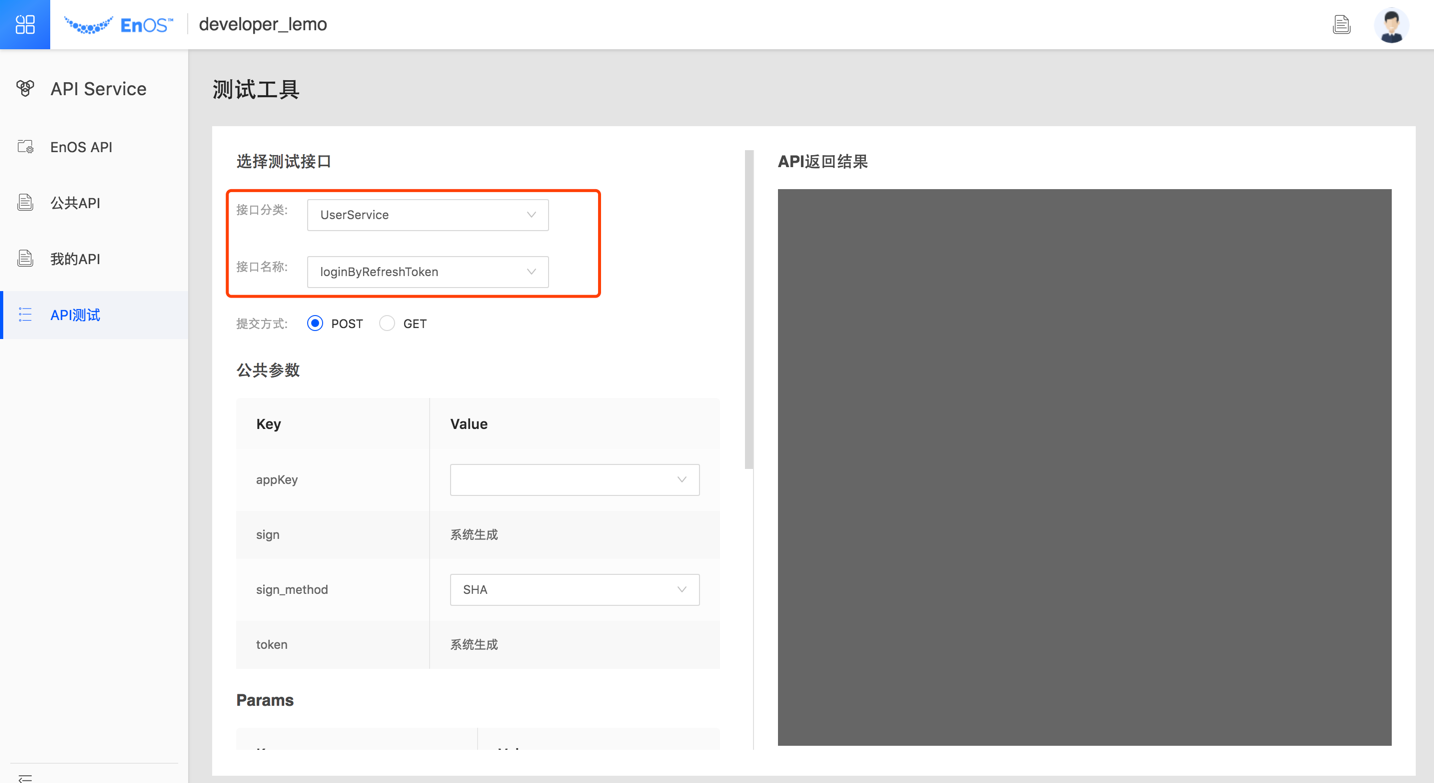 EnOS™ developer_lemo
API Service
EnOS API
公共API
我的API
API测试
测试工具
选择测试接口
接口分类: UserService
接口名称: loginByRefreshToken
提交方式: POST GET
公共参数
Key Value
appKey
sign 系统生成
sign_method SHA
token 系统生成
Params
API返回结果